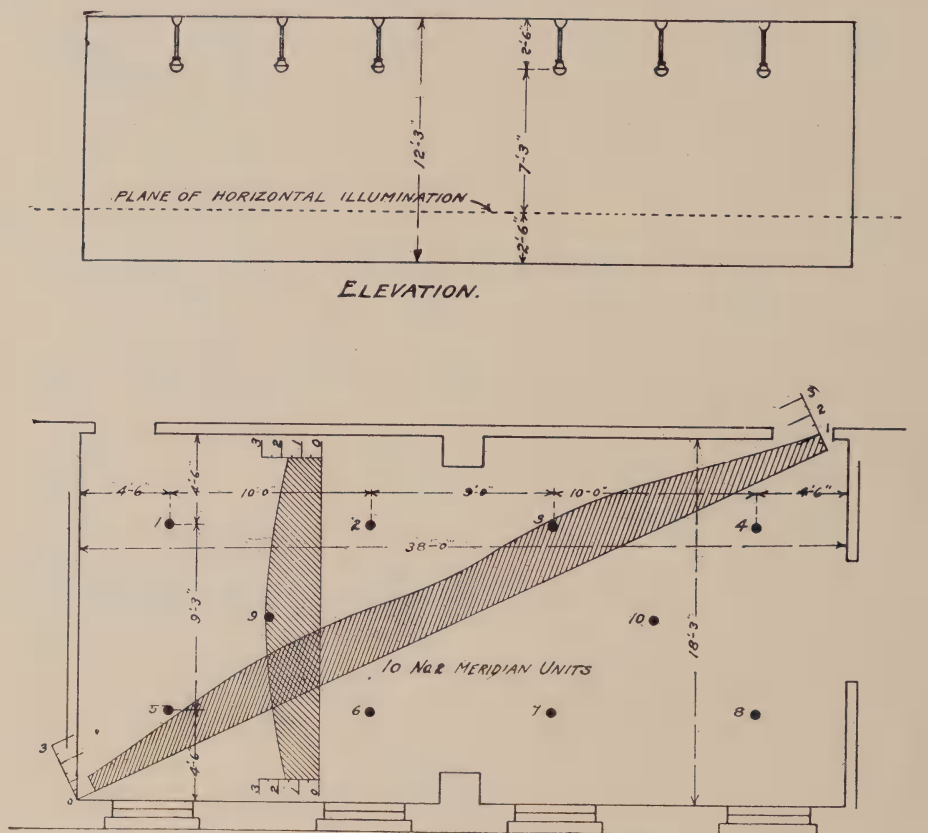 2'-6"
12'-3"
7'-3"
PLANE OF HORIZONTAL ILLUMINATION
2'-6"
ELEVATION.
5
2
1
3 2 1 0
4'-6"
4'-6" 10'-0" 9'-0" 10'-0" 4'-6"
1 2 3 4
38'-0"
9'-3"
9 10
18'-3"
10 No2 MERIDIAN UNITS
5 6 7 8
3
4'-6"
3 2 1 0
0